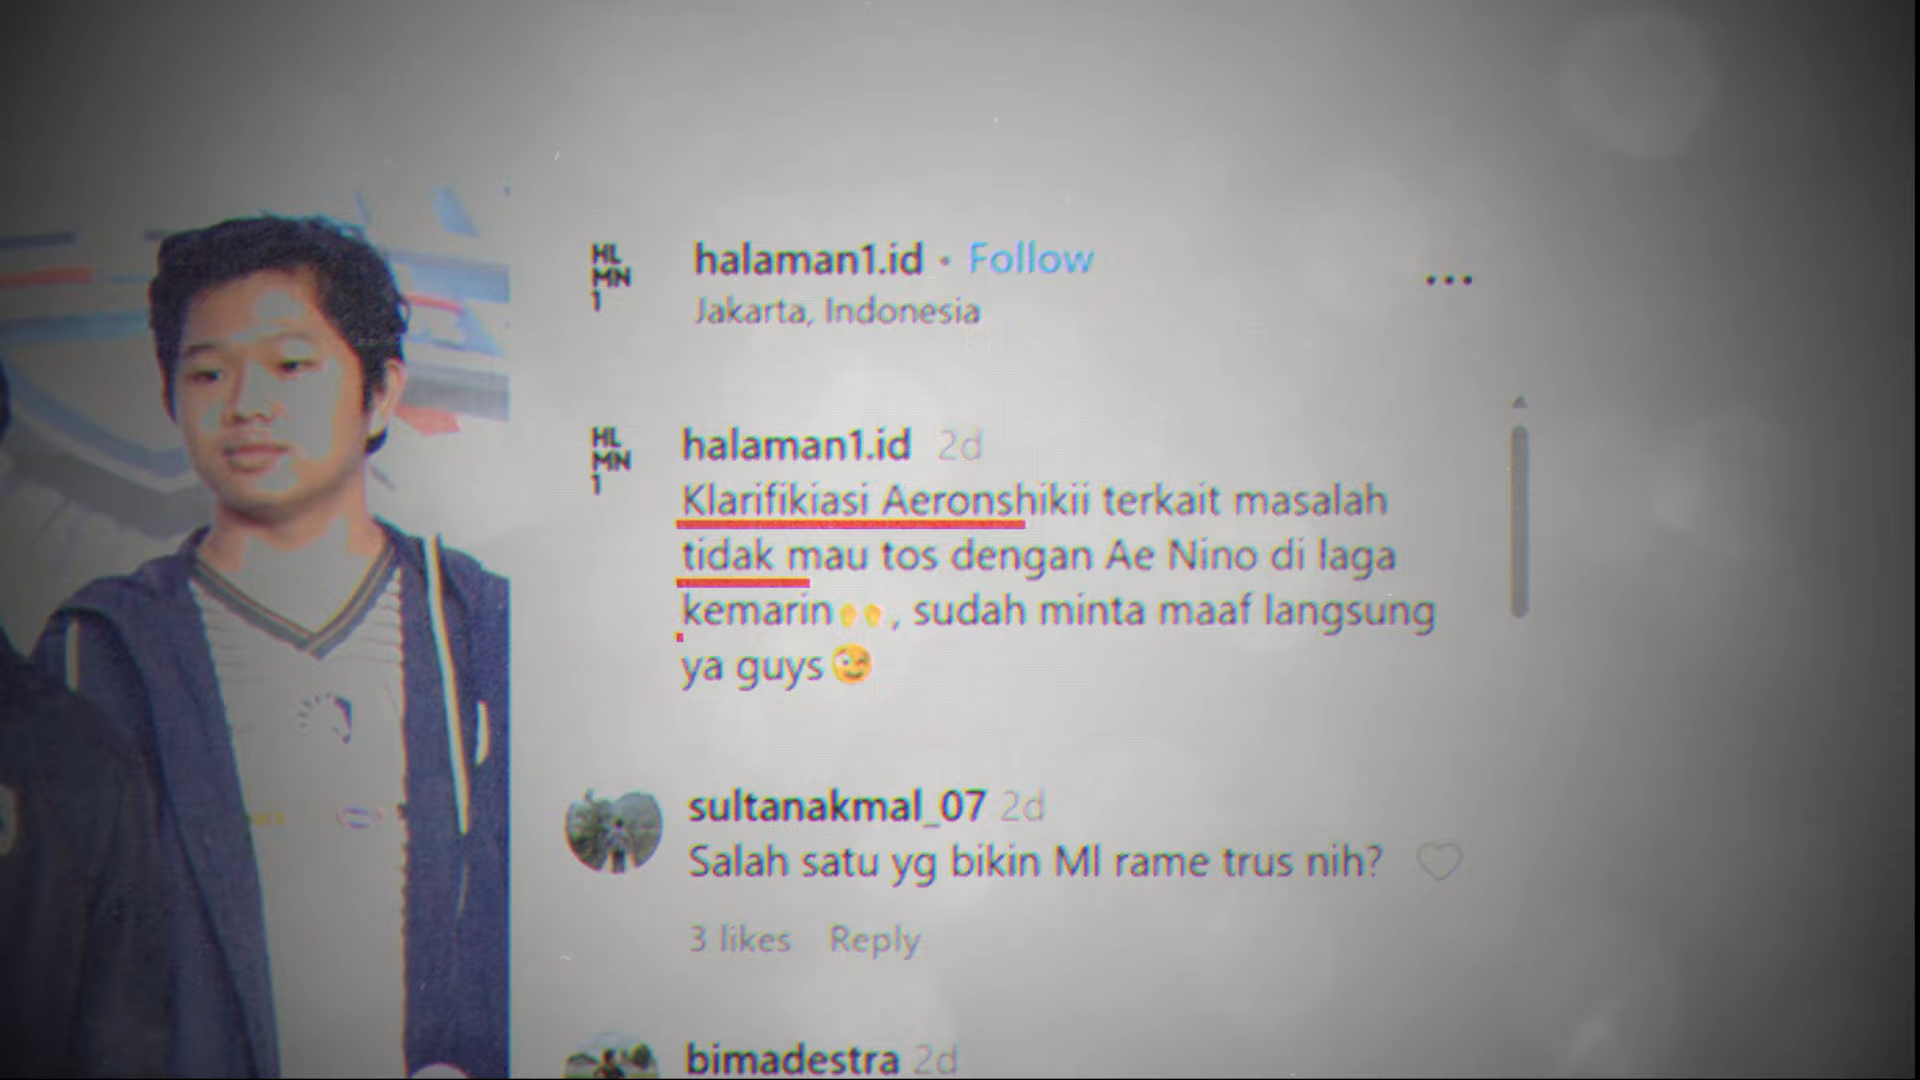 HL
MN
1
halaman1.id • Follow
Jakarta, Indonesia
HL
MN
1
halaman1.id 2d
Klarifikiasi Aeronshikii terkait masalah
tidak mau tos dengan Ae Nino di laga
kemarin🙌, sudah minta maaf langsung
ya guys😉
sultanakmal_07 2d
Salah satu yg bikin Ml rame trus nih?
3 likes Reply
bimadestra 2d